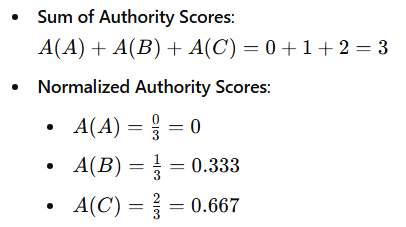 • Sum of Authority Scores:
A(A) + A(B) + A(C) = 0 + 1 + 2 = 3
• Normalized Authority Scores:
• A(A) = 0/3 = 0
• A(B) = 1/3 = 0.333
• A(C) = 2/3 = 0.667